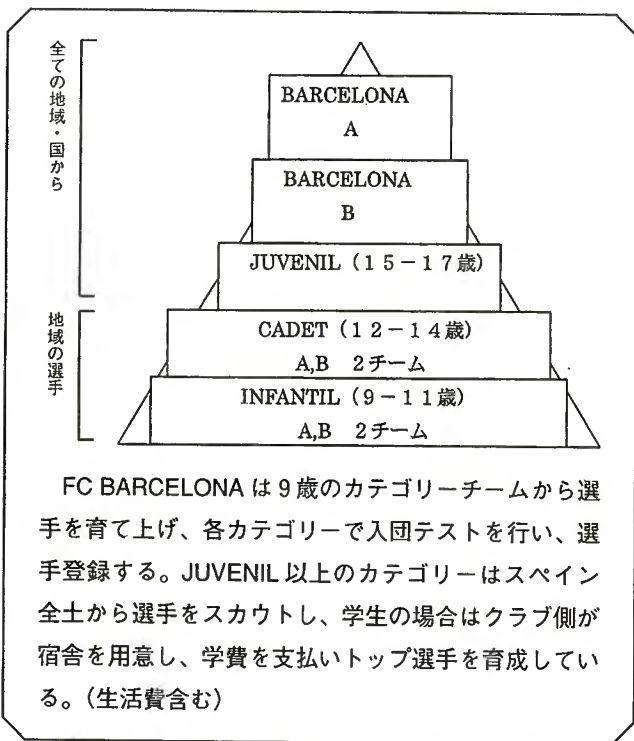 全ての地域・国から
BARCELONA
A
BARCELONA
B
JUVENIL (15-17歳)
地域の選手
CADET (12-14歳)
A,B 2チーム
INFANTIL (9-11歳)
A,B 2チーム
FC BARCELONA は9歳のカテゴリーチームから選
手を育て上げ、各カテゴリーで入団テストを行い、選
手登録する。JUVENIL 以上のカテゴリーはスペイン
全土から選手をスカウトし、学生の場合はクラブ側が
宿舎を用意し、学費を支払いトップ選手を育成してい
る。(生活費含む)